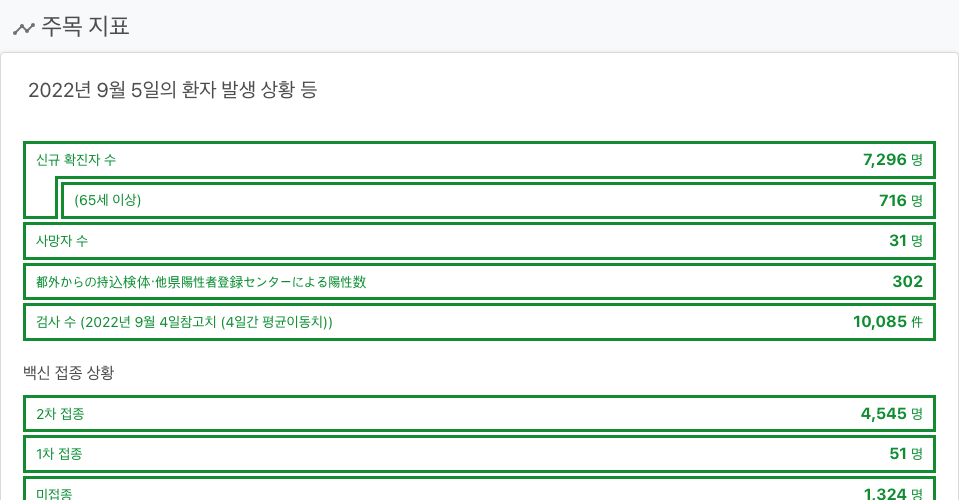 주목 지표
2022년 9월 5일의 환자 발생 상황 등
신규 확진자 수 7,296 명
(65세 이상) 716 명
사망자 수 31 명
都外からの持込検体·他県陽性者登録センターによる陽性数 302
검사 수 (2022년 9월 4일참고치 (4일간 평균이동치)) 10,085 件
백신 접종 상황
2차 접종 4,545 명
1차 접종 51 명
미접종 1,324 명